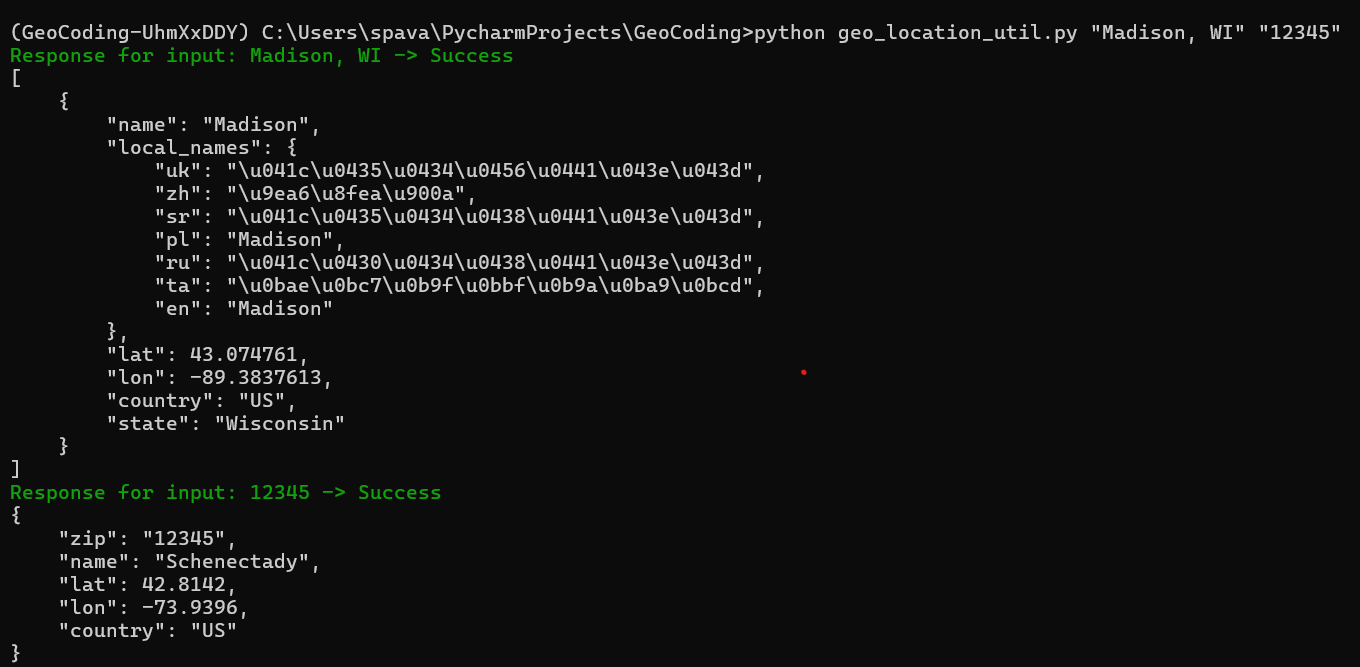 (GeoCoding-UhmXxDDY) C:\Users\spava\PycharmProjects\GeoCoding>python geo_location_util.py "Madison, WI" "12345"
Response for input: Madison, WI -> Success
[
    {
        "name": "Madison",
        "local_names": {
            "uk": "\u041c\u0435\u0434\u0456\u0441\u043e\u043d",
            "zh": "\u9ea6\u8fea\u900a",
            "sr": "\u041c\u0435\u0434\u0438\u0441\u043e\u043d",
            "pl": "Madison",
            "ru": "\u041c\u0430\u0434\u0438\u0441\u043e\u043d",
            "ta": "\u0bae\u0bc7\u0b9f\u0bbf\u0b9a\u0ba9\u0bcd",
            "en": "Madison"
        },
        "lat": 43.074761,
        "lon": -89.3837613,
        "country": "US",
        "state": "Wisconsin"
    }
]
Response for input: 12345 -> Success
{
    "zip": "12345",
    "name": "Schenectady",
    "lat": 42.8142,
    "lon": -73.9396,
    "country": "US"
}